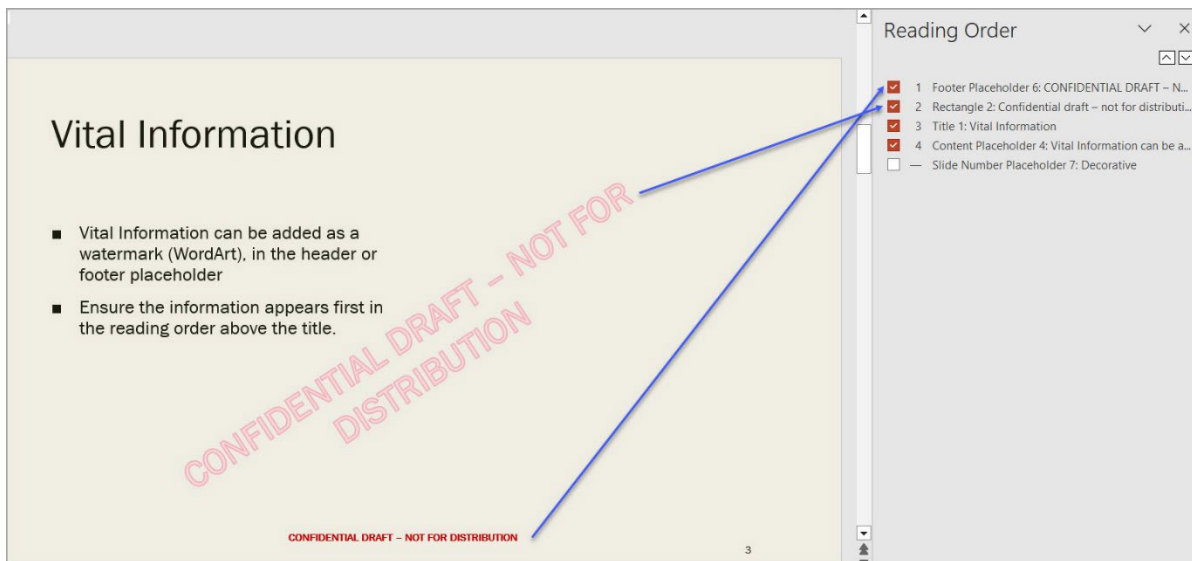 Vital Information
■ Vital Information can be added as a
watermark (WordArt), in the header or
footer placeholder
■ Ensure the information appears first in
the reading order above the title.
CONFIDENTIAL DRAFT – NOT FOR
DISTRIBUTION
CONFIDENTIAL DRAFT – NOT FOR DISTRIBUTION
3
Reading Order
1 Footer Placeholder 6: CONFIDENTIAL DRAFT – N...
2 Rectangle 2: Confidential draft – not for distributi...
3 Title 1: Vital Information
4 Content Placeholder 4: Vital Information can be a...
— Slide Number Placeholder 7: Decorative